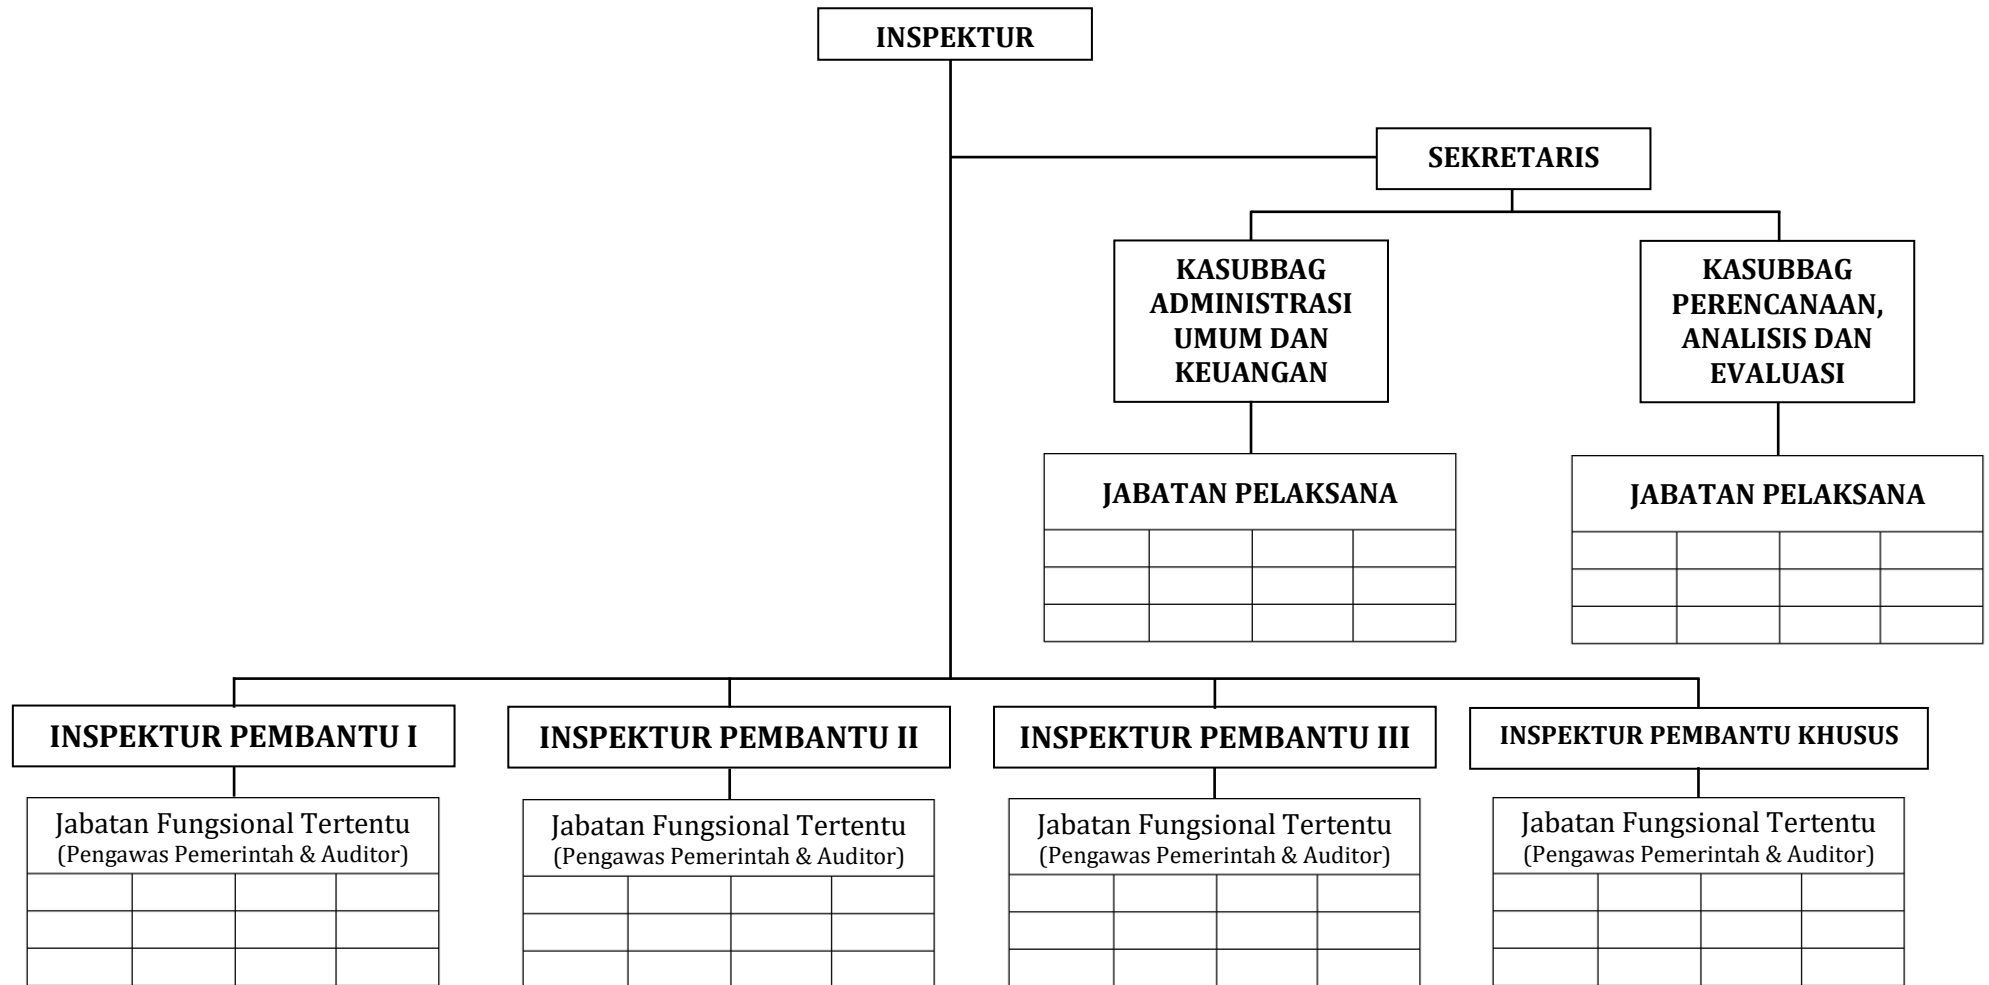 INSPEKTUR
SEKRETARIS
KASUBBAG
ADMINISTRASI
UMUM DAN
KEUANGAN
KASUBBAG
PERENCANAAN,
ANALISIS DAN
EVALUASI
JABATAN PELAKSANA
JABATAN PELAKSANA
INSPEKTUR PEMBANTU I
INSPEKTUR PEMBANTU II
INSPEKTUR PEMBANTU III
INSPEKTUR PEMBANTU KHUSUS
Jabatan Fungsional Tertentu
(Pengawas Pemerintah & Auditor)
Jabatan Fungsional Tertentu
(Pengawas Pemerintah & Auditor)
Jabatan Fungsional Tertentu
(Pengawas Pemerintah & Auditor)
Jabatan Fungsional Tertentu
(Pengawas Pemerintah & Auditor)